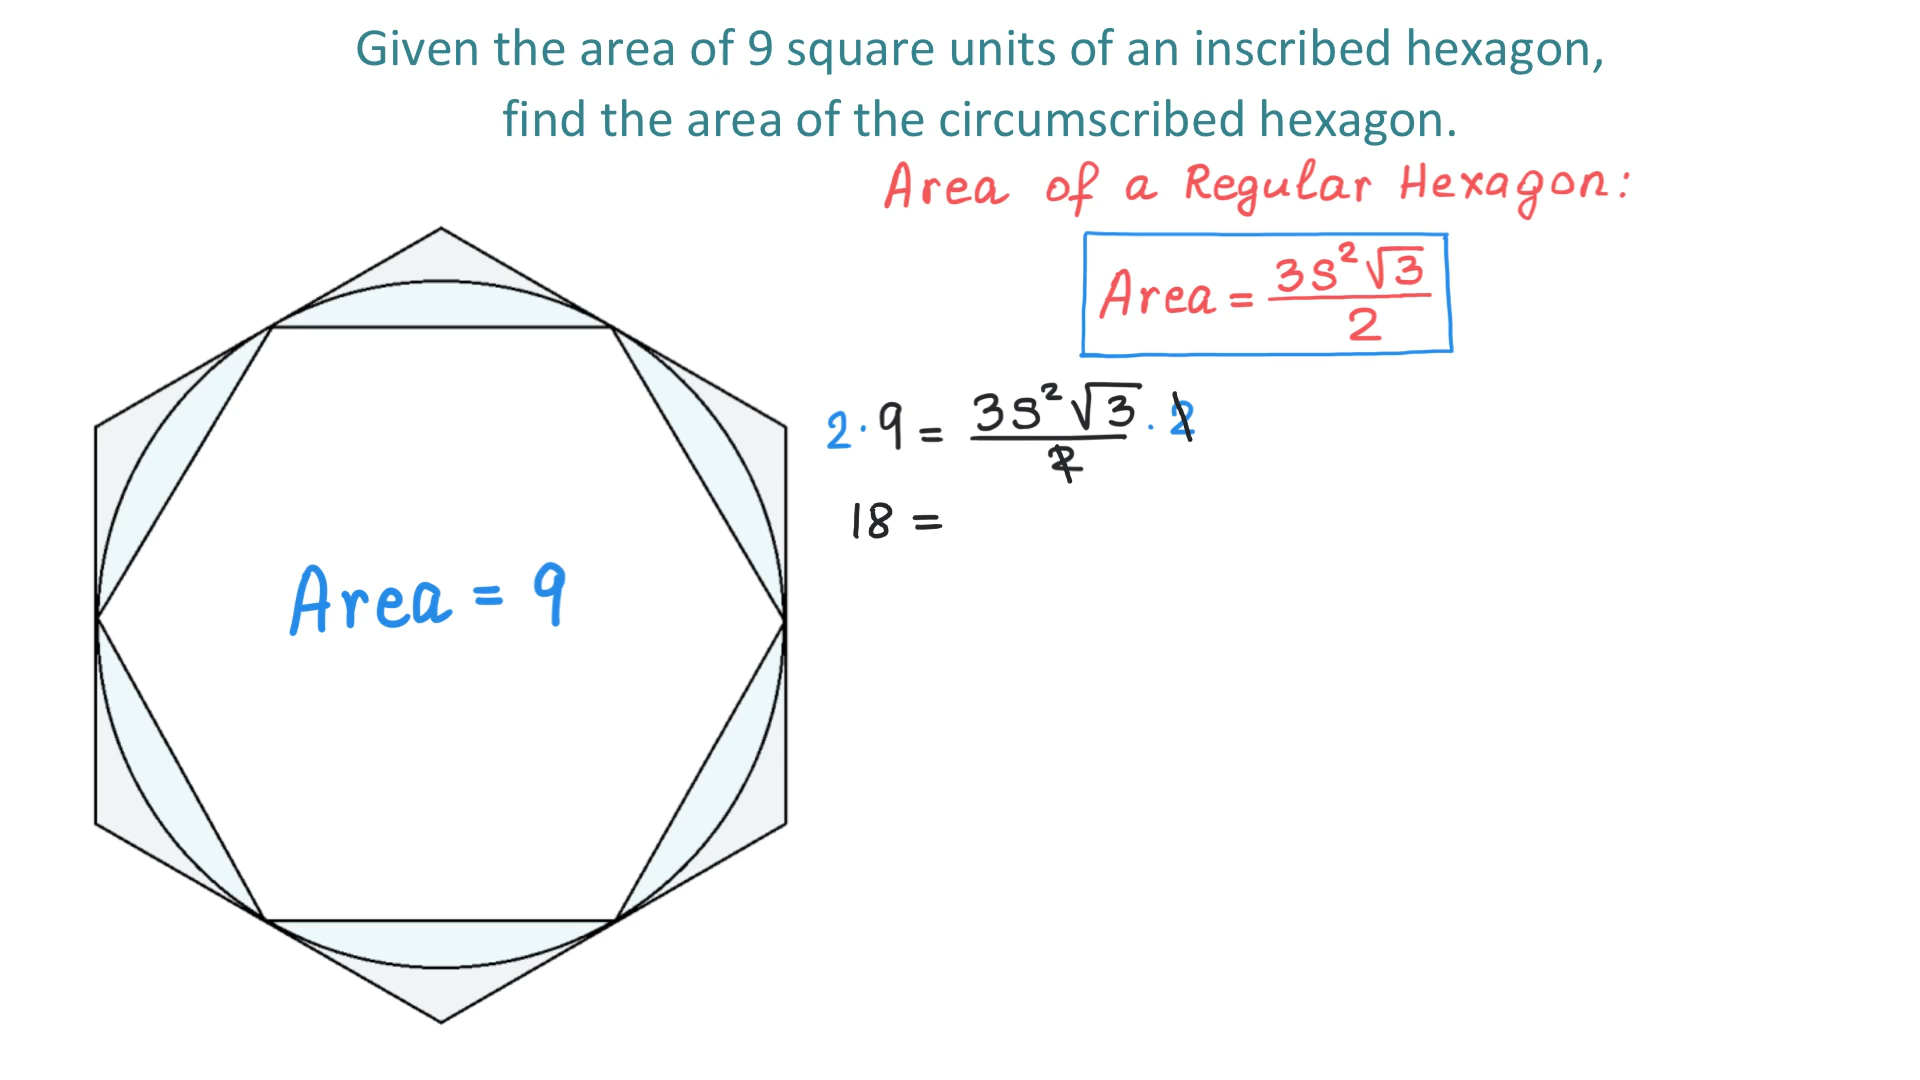 Given the area of 9 square units of an inscribed hexagon,
find the area of the circumscribed hexagon.
Area of a Regular Hexagon:
Area = 3s²√3 / 2
2·9 = 3s²√3 / 2 · 2
18 =
Area = 9